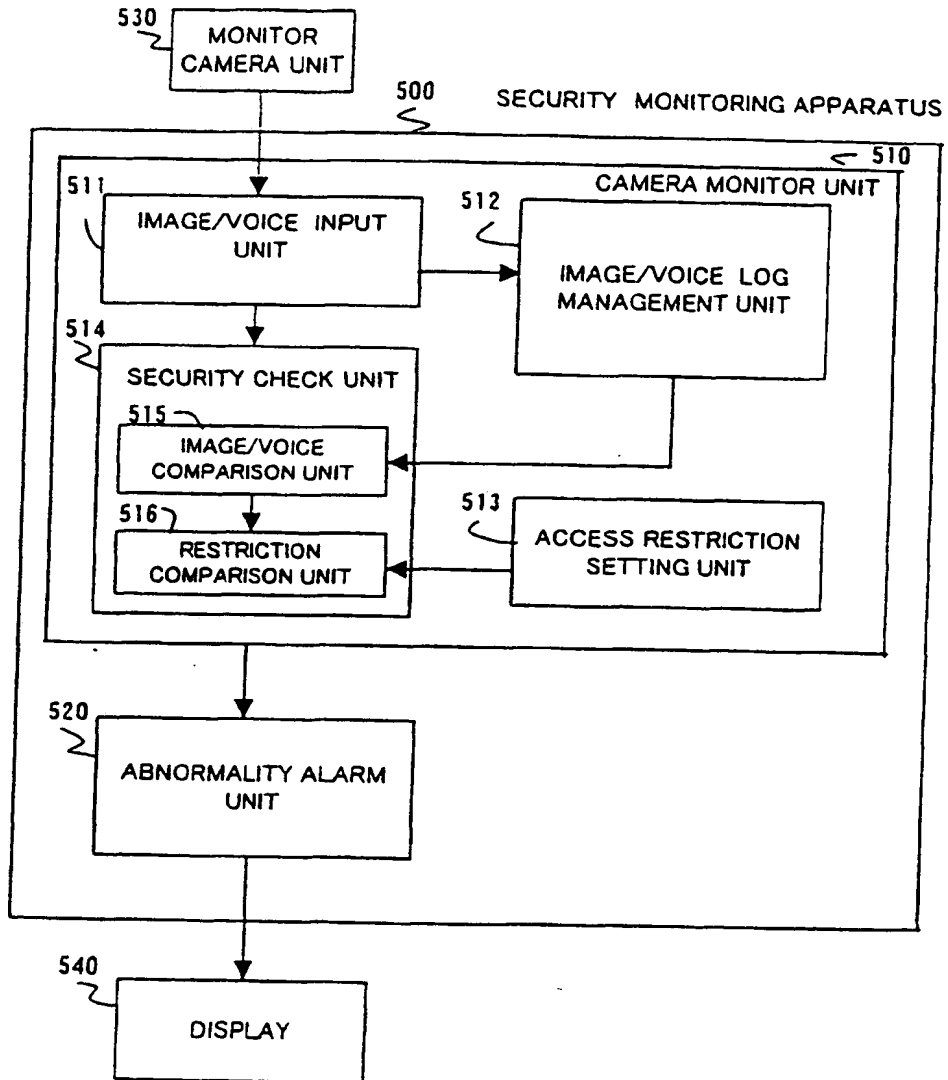 530
MONITOR
CAMERA UNIT
500
SECURITY MONITORING APPARATUS
510
CAMERA MONITOR UNIT
511
IMAGE/VOICE INPUT
UNIT
512
IMAGE/VOICE LOG
MANAGEMENT UNIT
514
SECURITY CHECK UNIT
515
IMAGE/VOICE
COMPARISON UNIT
516
RESTRICTION
COMPARISON UNIT
513
ACCESS RESTRICTION
SETTING UNIT
520
ABNORMALITY ALARM
UNIT
540
DISPLAY